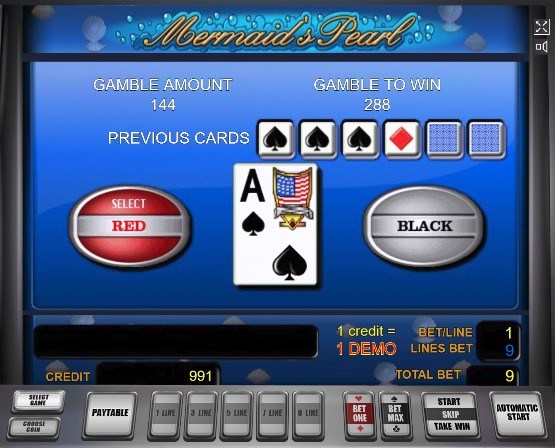 Mermaid's Pearl
GAMBLE AMOUNT
144
GAMBLE TO WIN
288
PREVIOUS CARDS
A
SELECT
RED
BLACK
1 credit =
1 DEMO
BET/LINE
1
LINES BET
9
CREDIT
991
TOTAL BET
9
SELECT
GAME
CHOOSE
COIN
PAYTABLE
1 LINE
3 LINE
5 LINE
7 LINE
9 LINE
BET
ONE
BET
MAX
START
SKIP
TAKE WIN
AUTOMATIC
START